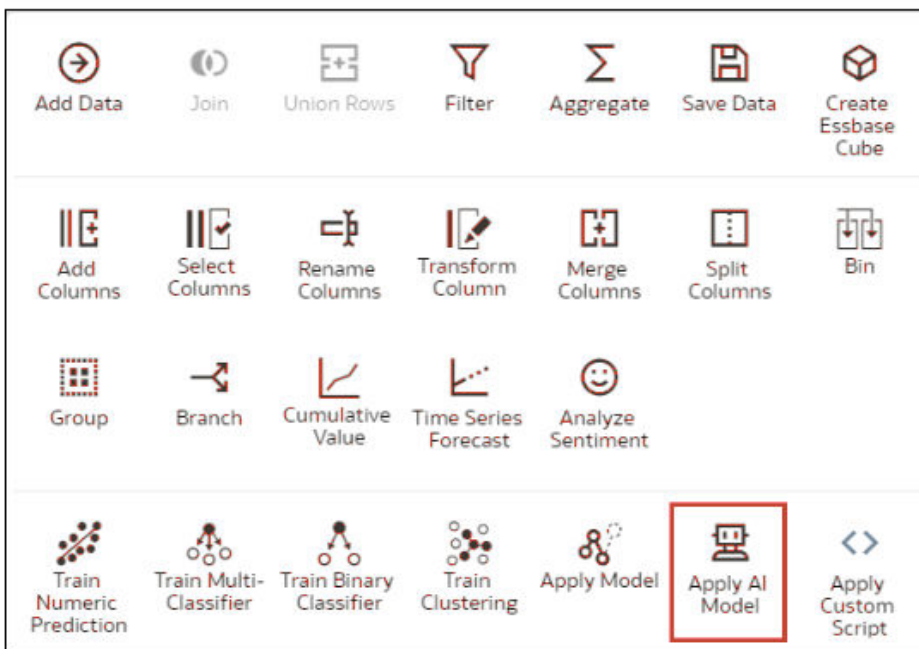 Add Data
Join
Union Rows
Filter
Aggregate
Save Data
Create
Essbase
Cube
Add
Columns
Select
Columns
Rename
Columns
Transform
Column
Merge
Columns
Split
Columns
Bin
Group
Branch
Cumulative
Value
Time Series
Forecast
Analyze
Sentiment
Train
Numeric
Prediction
Train Multi-
Classifier
Train Binary
Classifier
Train
Clustering
Apply Model
Apply AI
Model
Apply
Custom
Script